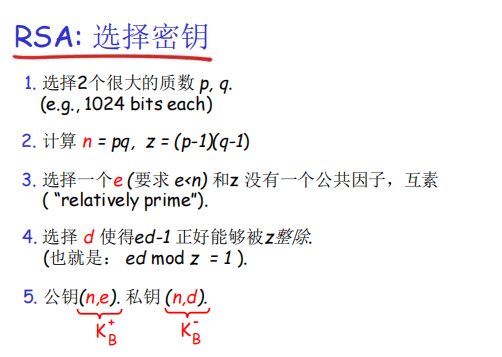 RSA: 选择密钥
1. 选择2个很大的质数 p, q.
(e.g., 1024 bits each)
2. 计算 n = pq, z = (p-1)(q-1)
3. 选择一个e (要求 e<n) 和z 没有一个公共因子，互素
( “relatively prime”).
4. 选择 d 使得ed-1 正好能够被z整除.
(也就是： ed mod z = 1 ).
5. 公钥(n,e). 私钥 (n,d).
K_B^+ K_B^-